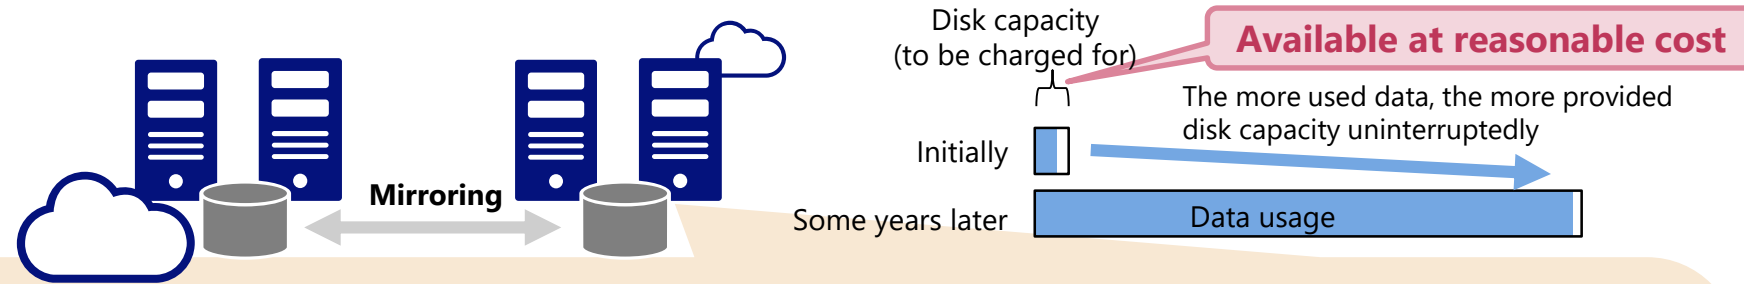 Mirroring
Disk capacity
(to be charged for)
Available at reasonable cost
The more used data, the more provided
disk capacity uninterruptedly
Initially
Some years later
Data usage